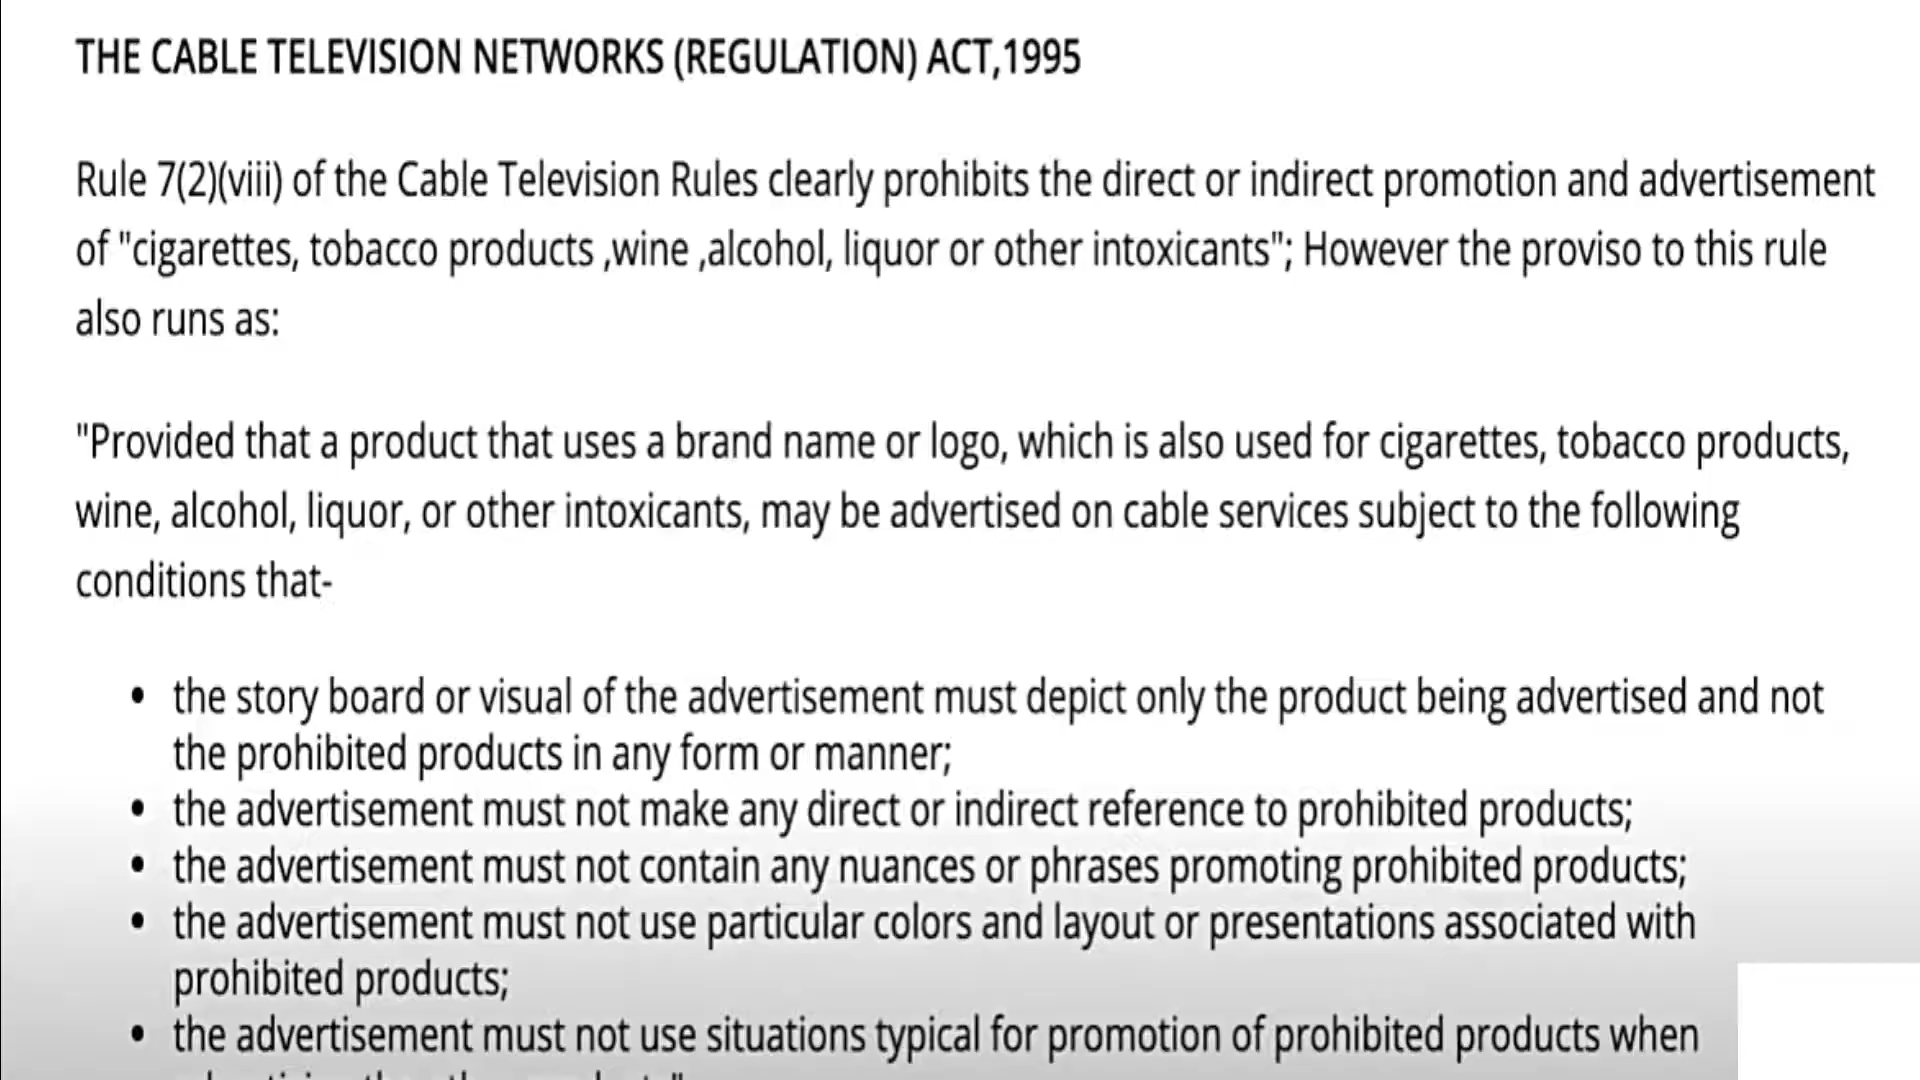 THE CABLE TELEVISION NETWORKS (REGULATION) ACT,1995
Rule 7(2)(viii) of the Cable Television Rules clearly prohibits the direct or indirect promotion and advertisement
of "cigarettes, tobacco products ,wine ,alcohol, liquor or other intoxicants"; However the proviso to this rule
also runs as:
"Provided that a product that uses a brand name or logo, which is also used for cigarettes, tobacco products,
wine, alcohol, liquor, or other intoxicants, may be advertised on cable services subject to the following
conditions that-
• the story board or visual of the advertisement must depict only the product being advertised and not
the prohibited products in any form or manner;
• the advertisement must not make any direct or indirect reference to prohibited products;
• the advertisement must not contain any nuances or phrases promoting prohibited products;
• the advertisement must not use particular colors and layout or presentations associated with
prohibited products;
• the advertisement must not use situations typical for promotion of prohibited products when